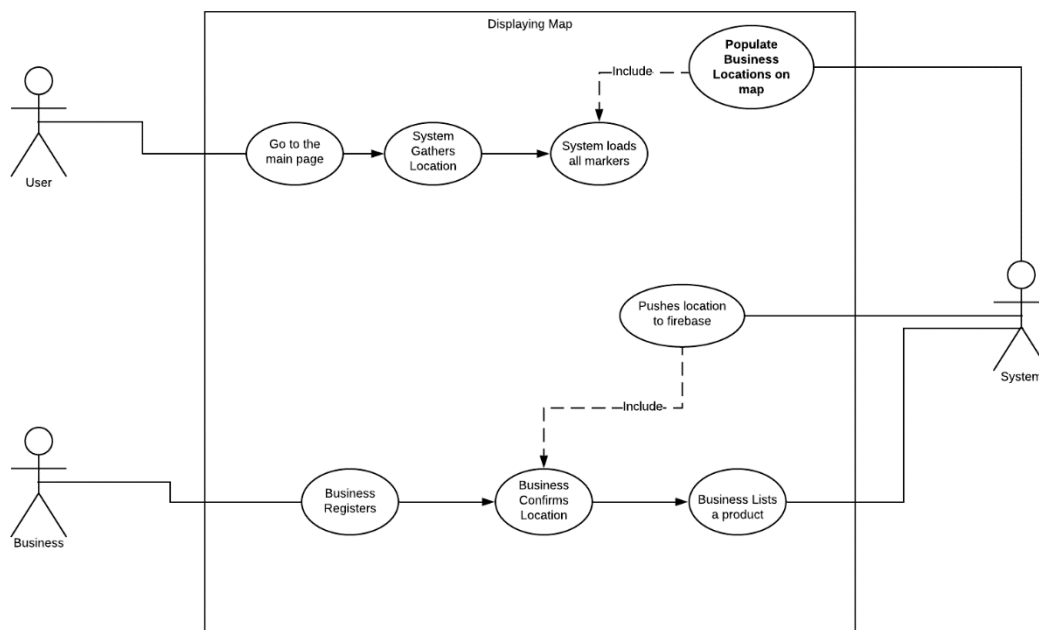 Displaying Map
Populate
Business
Locations on
map
Include
Go to the
main page
System
Gathers
Location
System loads
all markers
User
Pushes location
to firebase
System
Include
Business
Registers
Business
Confirms
Location
Business Lists
a product
Business